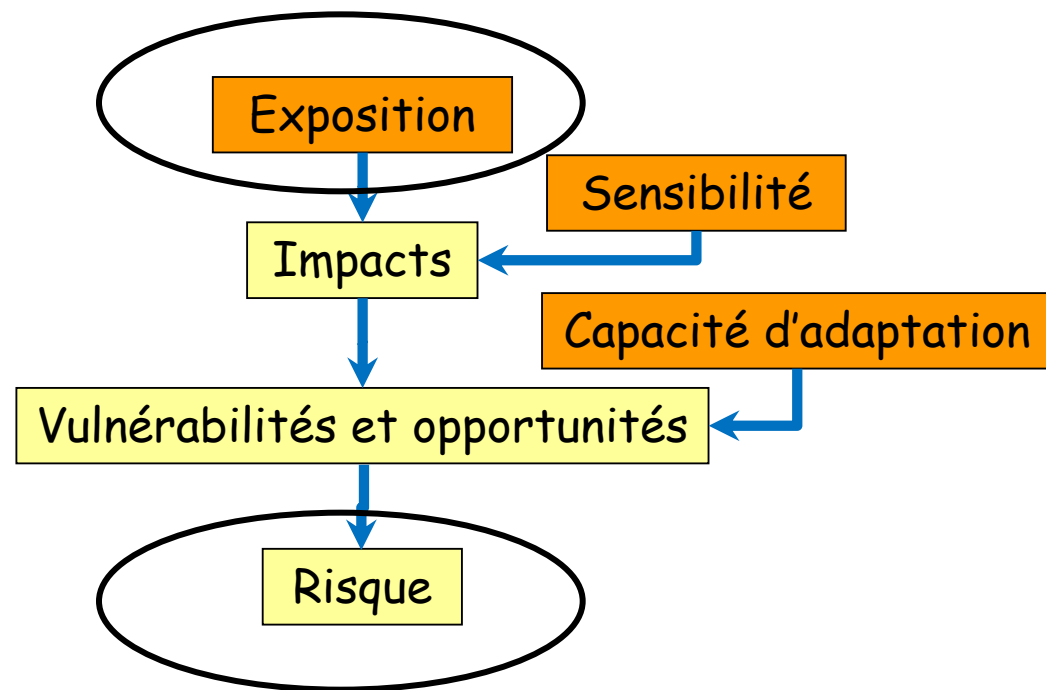 Exposition
Sensibilité
Impacts
Capacité d’adaptation
Vulnérabilités et opportunités
Risque